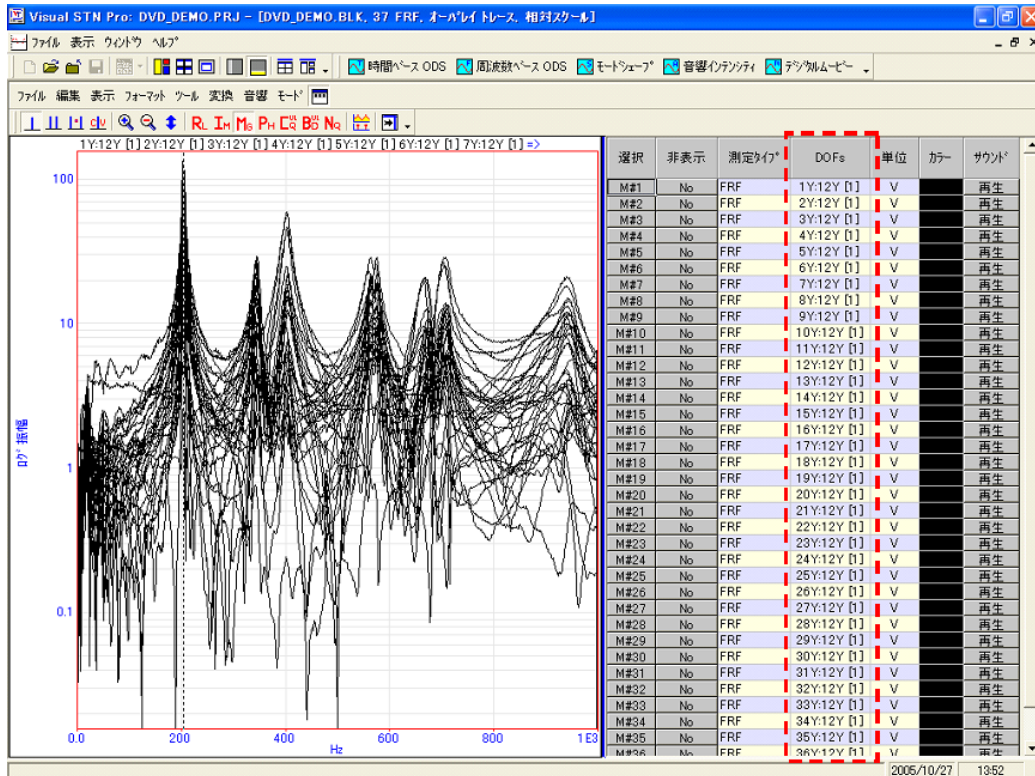 Visual STN Pro: DVD_DEMO.PRJ - [DVD_DEMO.BLK, 37 FRF, オーバレイ トレース, 相対スケール]
ファイル 表示 ウィンドウ ヘルプ
時間ベース ODS 周波数ベース ODS モードシェープ 音響インテンシティ デジタルムービー
ファイル 編集 表示 フォーマット ツール 変換 音響 モード
RL IM MG PH NQ
1Y:12Y [1] 2Y:12Y [1] 3Y:12Y [1] 4Y:12Y [1] 5Y:12Y [1] 6Y:12Y [1] 7Y:12Y [1] =>
100
10
1
0.1
ログ 振幅
0.0 200 400 600 800 1E3
Hz
選択 非表示 測定タイプ DOFs 単位 カラー サウンド
M#1 No FRF 1Y:12Y [1] V 再生
M#2 No FRF 2Y:12Y [1] V 再生
M#3 No FRF 3Y:12Y [1] V 再生
M#4 No FRF 4Y:12Y [1] V 再生
M#5 No FRF 5Y:12Y [1] V 再生
M#6 No FRF 6Y:12Y [1] V 再生
M#7 No FRF 7Y:12Y [1] V 再生
M#8 No FRF 8Y:12Y [1] V 再生
M#9 No FRF 9Y:12Y [1] V 再生
M#10 No FRF 10Y:12Y [1] V 再生
M#11 No FRF 11Y:12Y [1] V 再生
M#12 No FRF 12Y:12Y [1] V 再生
M#13 No FRF 13Y:12Y [1] V 再生
M#14 No FRF 14Y:12Y [1] V 再生
M#15 No FRF 15Y:12Y [1] V 再生
M#16 No FRF 16Y:12Y [1] V 再生
M#17 No FRF 17Y:12Y [1] V 再生
M#18 No FRF 18Y:12Y [1] V 再生
M#19 No FRF 19Y:12Y [1] V 再生
M#20 No FRF 20Y:12Y [1] V 再生
M#21 No FRF 21Y:12Y [1] V 再生
M#22 No FRF 22Y:12Y [1] V 再生
M#23 No FRF 23Y:12Y [1] V 再生
M#24 No FRF 24Y:12Y [1] V 再生
M#25 No FRF 25Y:12Y [1] V 再生
M#26 No FRF 26Y:12Y [1] V 再生
M#27 No FRF 27Y:12Y [1] V 再生
M#28 No FRF 28Y:12Y [1] V 再生
M#29 No FRF 29Y:12Y [1] V 再生
M#30 No FRF 30Y:12Y [1] V 再生
M#31 No FRF 31Y:12Y [1] V 再生
M#32 No FRF 32Y:12Y [1] V 再生
M#33 No FRF 33Y:12Y [1] V 再生
M#34 No FRF 34Y:12Y [1] V 再生
M#35 No FRF 35Y:12Y [1] V 再生
M#36 No FRF 36Y:12Y [1] V 再生
2005/10/27 13:52